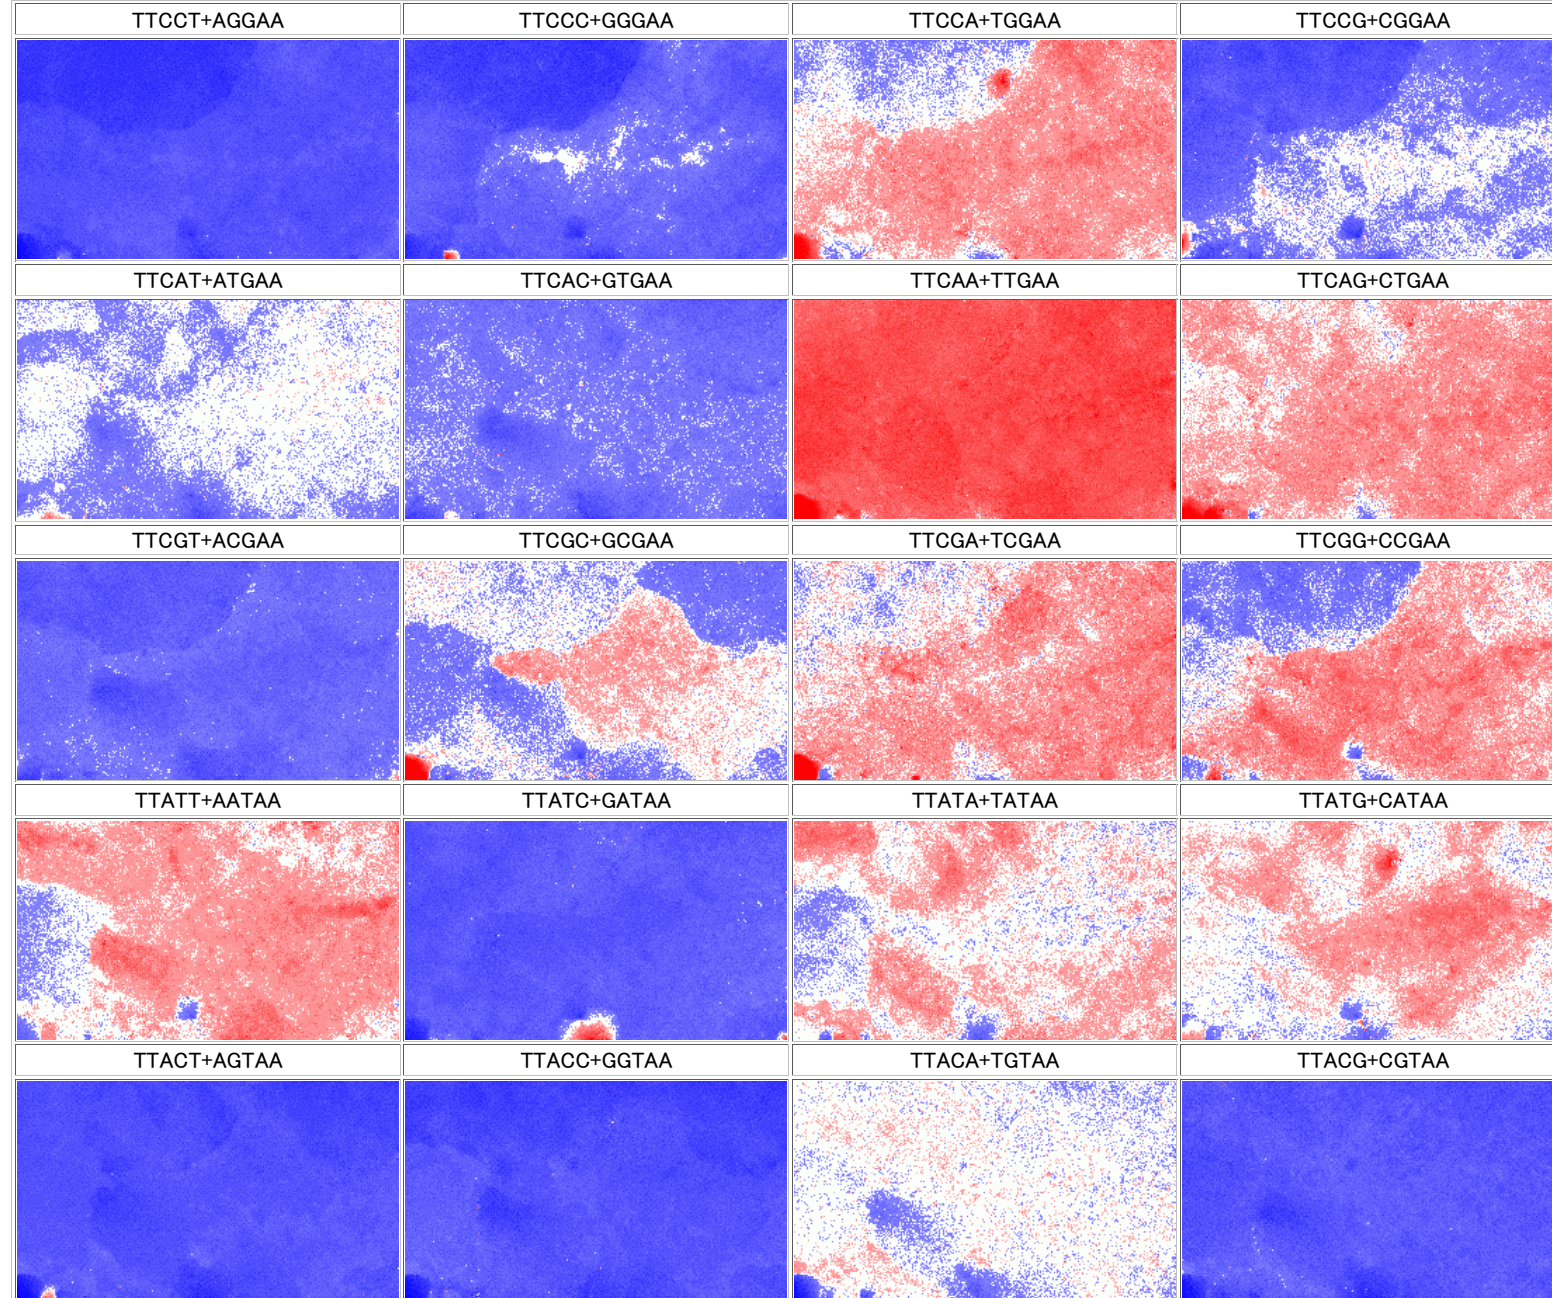 TTCCT+AGGAA TTCCC+GGGAA TTCCA+TGGAA TTCCG+CGGAA
TTCAT+ATGAA TTCAC+GTGAA TTCAA+TTGAA TTCAG+CTGAA
TTCGT+ACGAA TTCGC+GCGAA TTCGA+TCGAA TTCGG+CCGAA
TTATT+AATAA TTATC+GATAA TTATA+TATAA TTATG+CATAA
TTACT+AGTAA TTACC+GGTAA TTACA+TGTAA TTACG+CGTAA